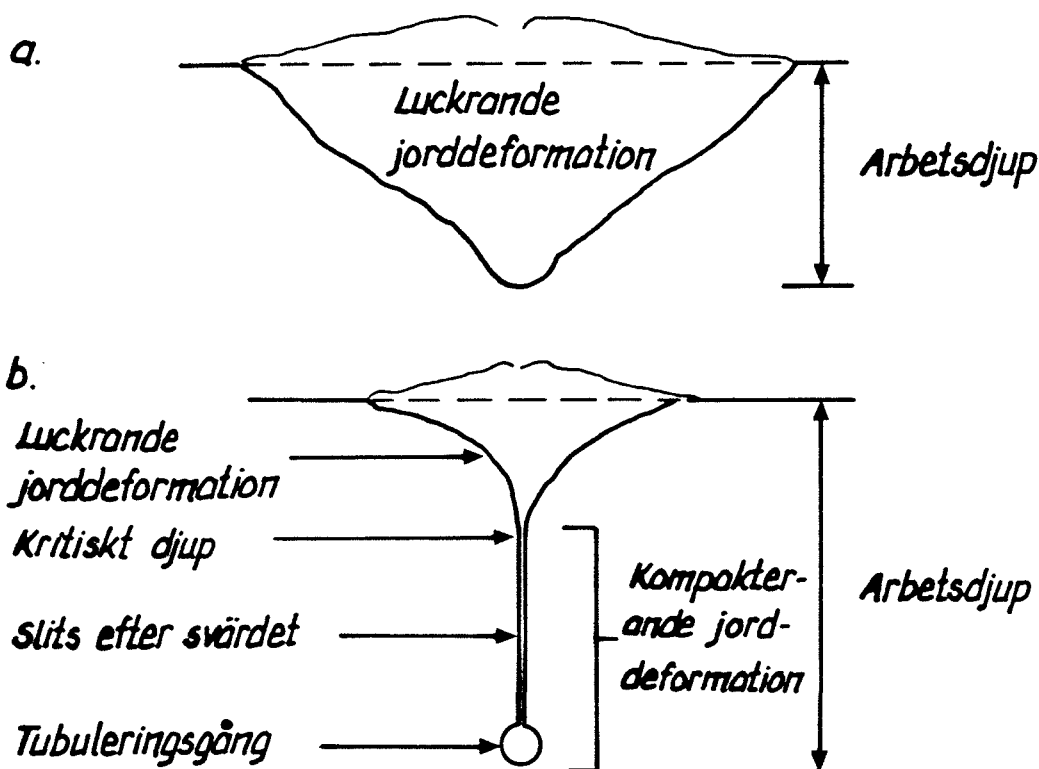 a.
Luckrande
jorddeformation
Arbetsdjup
b.
Luckrande
jorddeformation
Kritiskt djup
Slits efter svärdet
Tubuleringsgång
Kompakter-
ande jord-
deformation
Arbetsdjup